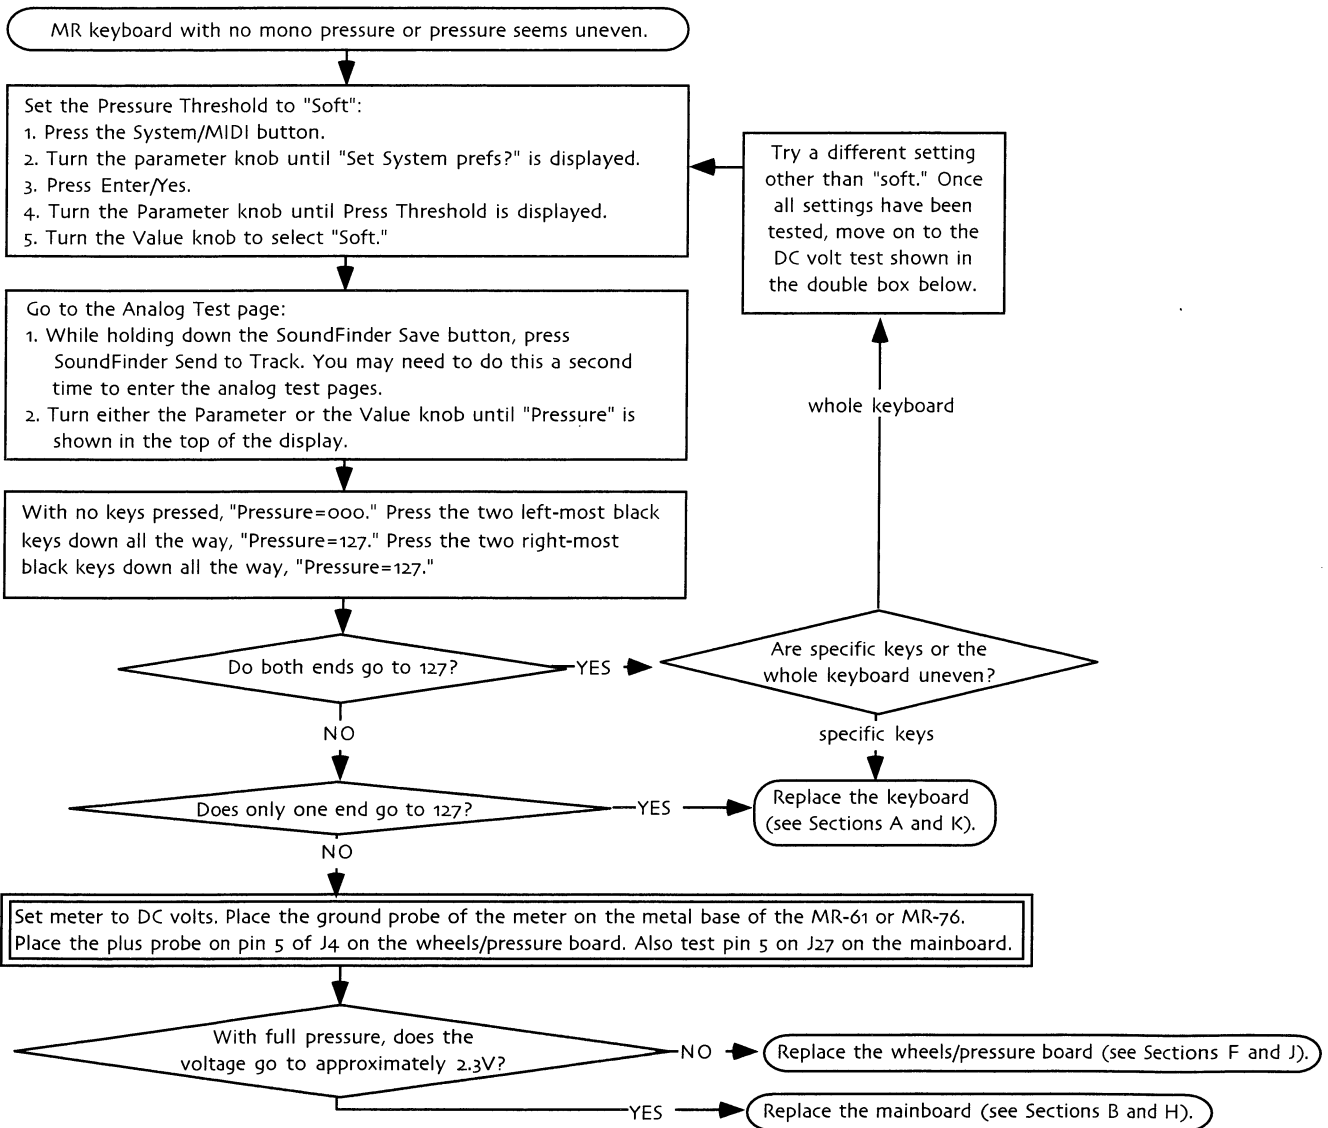 MR keyboard with no mono pressure or pressure seems uneven.
Set the Pressure Threshold to "Soft":
1. Press the System/MIDI button.
2. Turn the parameter knob until "Set System prefs?" is displayed.
3. Press Enter/Yes.
4. Turn the Parameter knob until Press Threshold is displayed.
5. Turn the Value knob to select "Soft."
Try a different setting
other than "soft." Once
all settings have been
tested, move on to the
DC volt test shown in
the double box below.
Go to the Analog Test page:
1. While holding down the SoundFinder Save button, press
SoundFinder Send to Track. You may need to do this a second
time to enter the analog test pages.
2. Turn either the Parameter or the Value knob until "Pressure" is
shown in the top of the display.
whole keyboard
With no keys pressed, "Pressure=000." Press the two left-most black
keys down all the way, "Pressure=127." Press the two right-most
black keys down all the way, "Pressure=127."
Do both ends go to 127?
YES
Are specific keys or the
whole keyboard uneven?
NO
specific keys
Does only one end go to 127?
YES
Replace the keyboard
(see Sections A and K).
NO
Set meter to DC volts. Place the ground probe of the meter on the metal base of the MR-61 or MR-76.
Place the plus probe on pin 5 of J4 on the wheels/pressure board. Also test pin 5 on J27 on the mainboard.
With full pressure, does the
voltage go to approximately 2.3V?
NO
Replace the wheels/pressure board (see Sections F and J).
YES
Replace the mainboard (see Sections B and H).